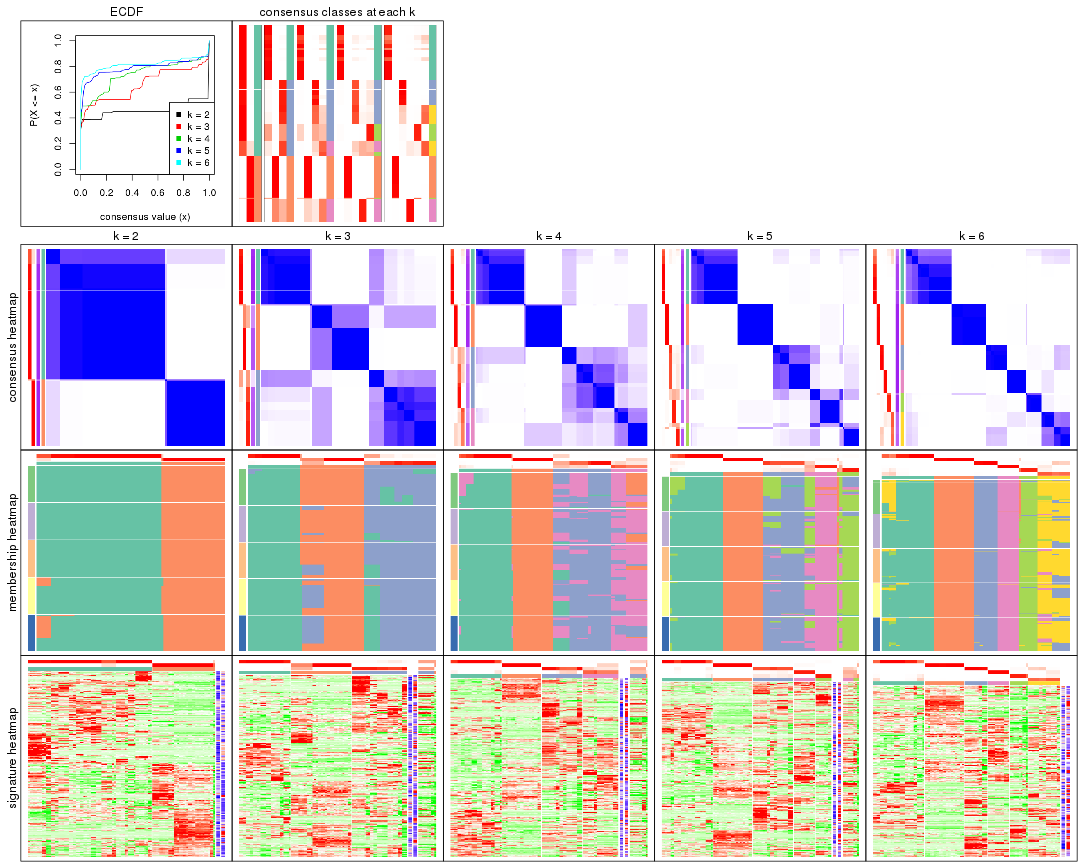 ECDF
consensus classes at each k
P(X <= x)
1.0
0.8
0.6
0.4
0.2
0.0
k = 2
k = 3
k = 4
k = 5
k = 6
0.0 0.2 0.4 0.6 0.8 1.0
consensus value (x)
k = 2
k = 3
k = 4
k = 5
k = 6
consensus heatmap
membership heatmap
signature heatmap